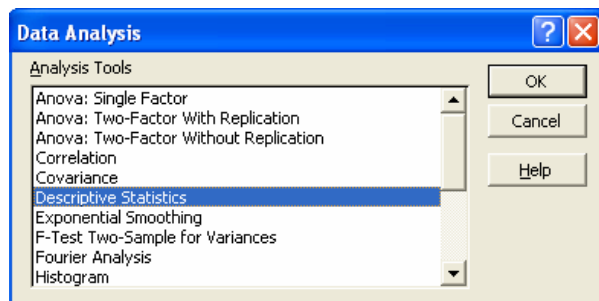 Data Analysis
Analysis Tools
Anova: Single Factor
Anova: Two-Factor With Replication
Anova: Two-Factor Without Replication
Correlation
Covariance
Descriptive Statistics
Exponential Smoothing
F-Test Two-Sample for Variances
Fourier Analysis
Histogram
OK
Cancel
Help